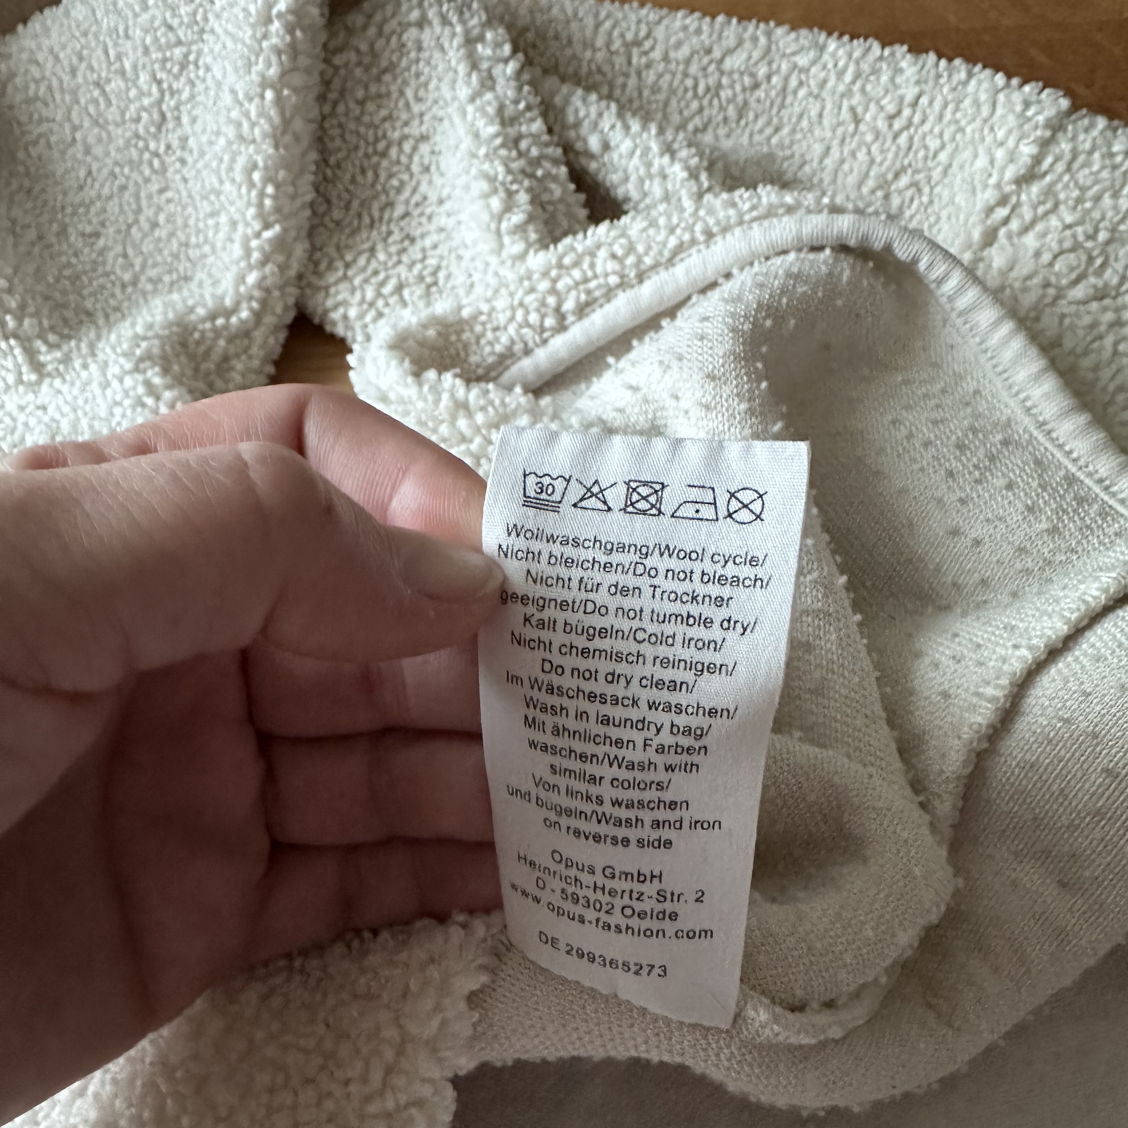 30
Wollwaschgang/Wool cycle/
Nicht bleichen/Do not bleach/
Nicht für den Trockner
geeignet/Do not tumble dry/
Kalt bügeln/Cold iron/
Nicht chemisch reinigen/
Do not dry clean/
Im Wäschesack waschen/
Wash in laundry bag/
Mit ähnlichen Farben
waschen/Wash with
similar colors/
Von links waschen
und bügeln/Wash and iron
on reverse side
Opus GmbH
Heinrich-Hertz-Str. 2
D - 59302 Oelde
www.opus-fashion.com
DE 299365273